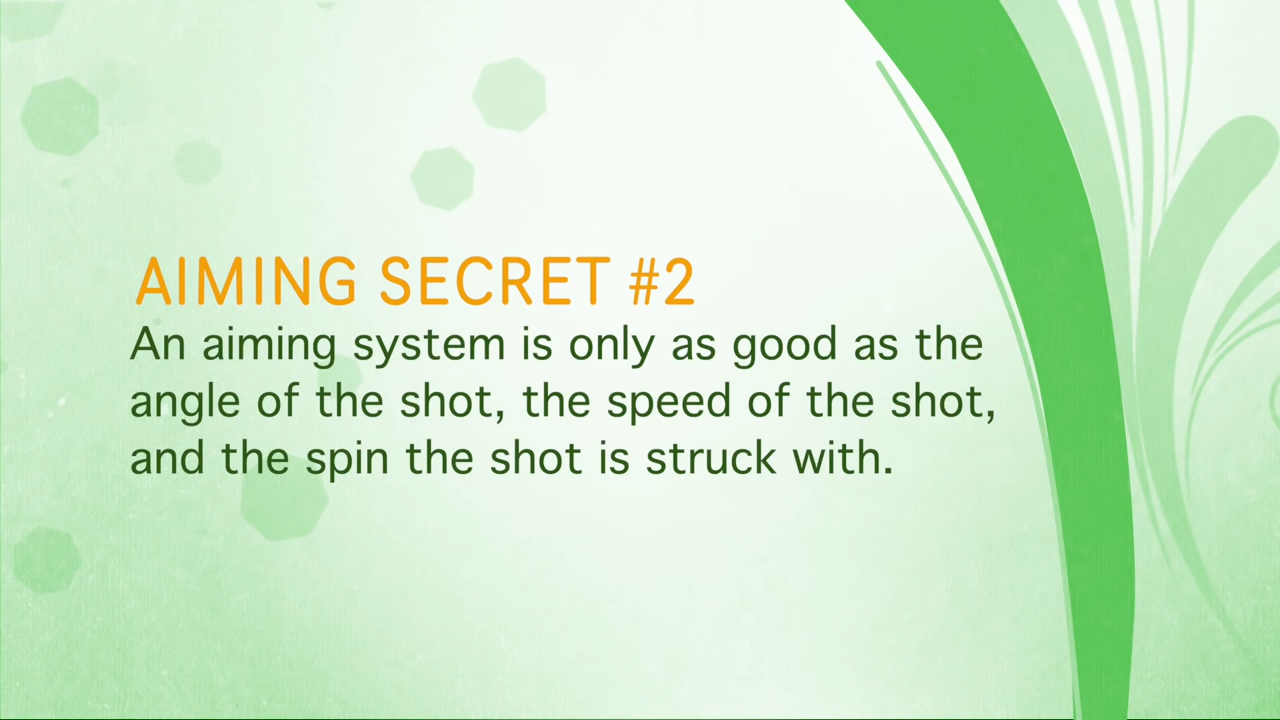 AIMING SECRET #2
An aiming system is only as good as the
angle of the shot, the speed of the shot,
and the spin the shot is struck with.